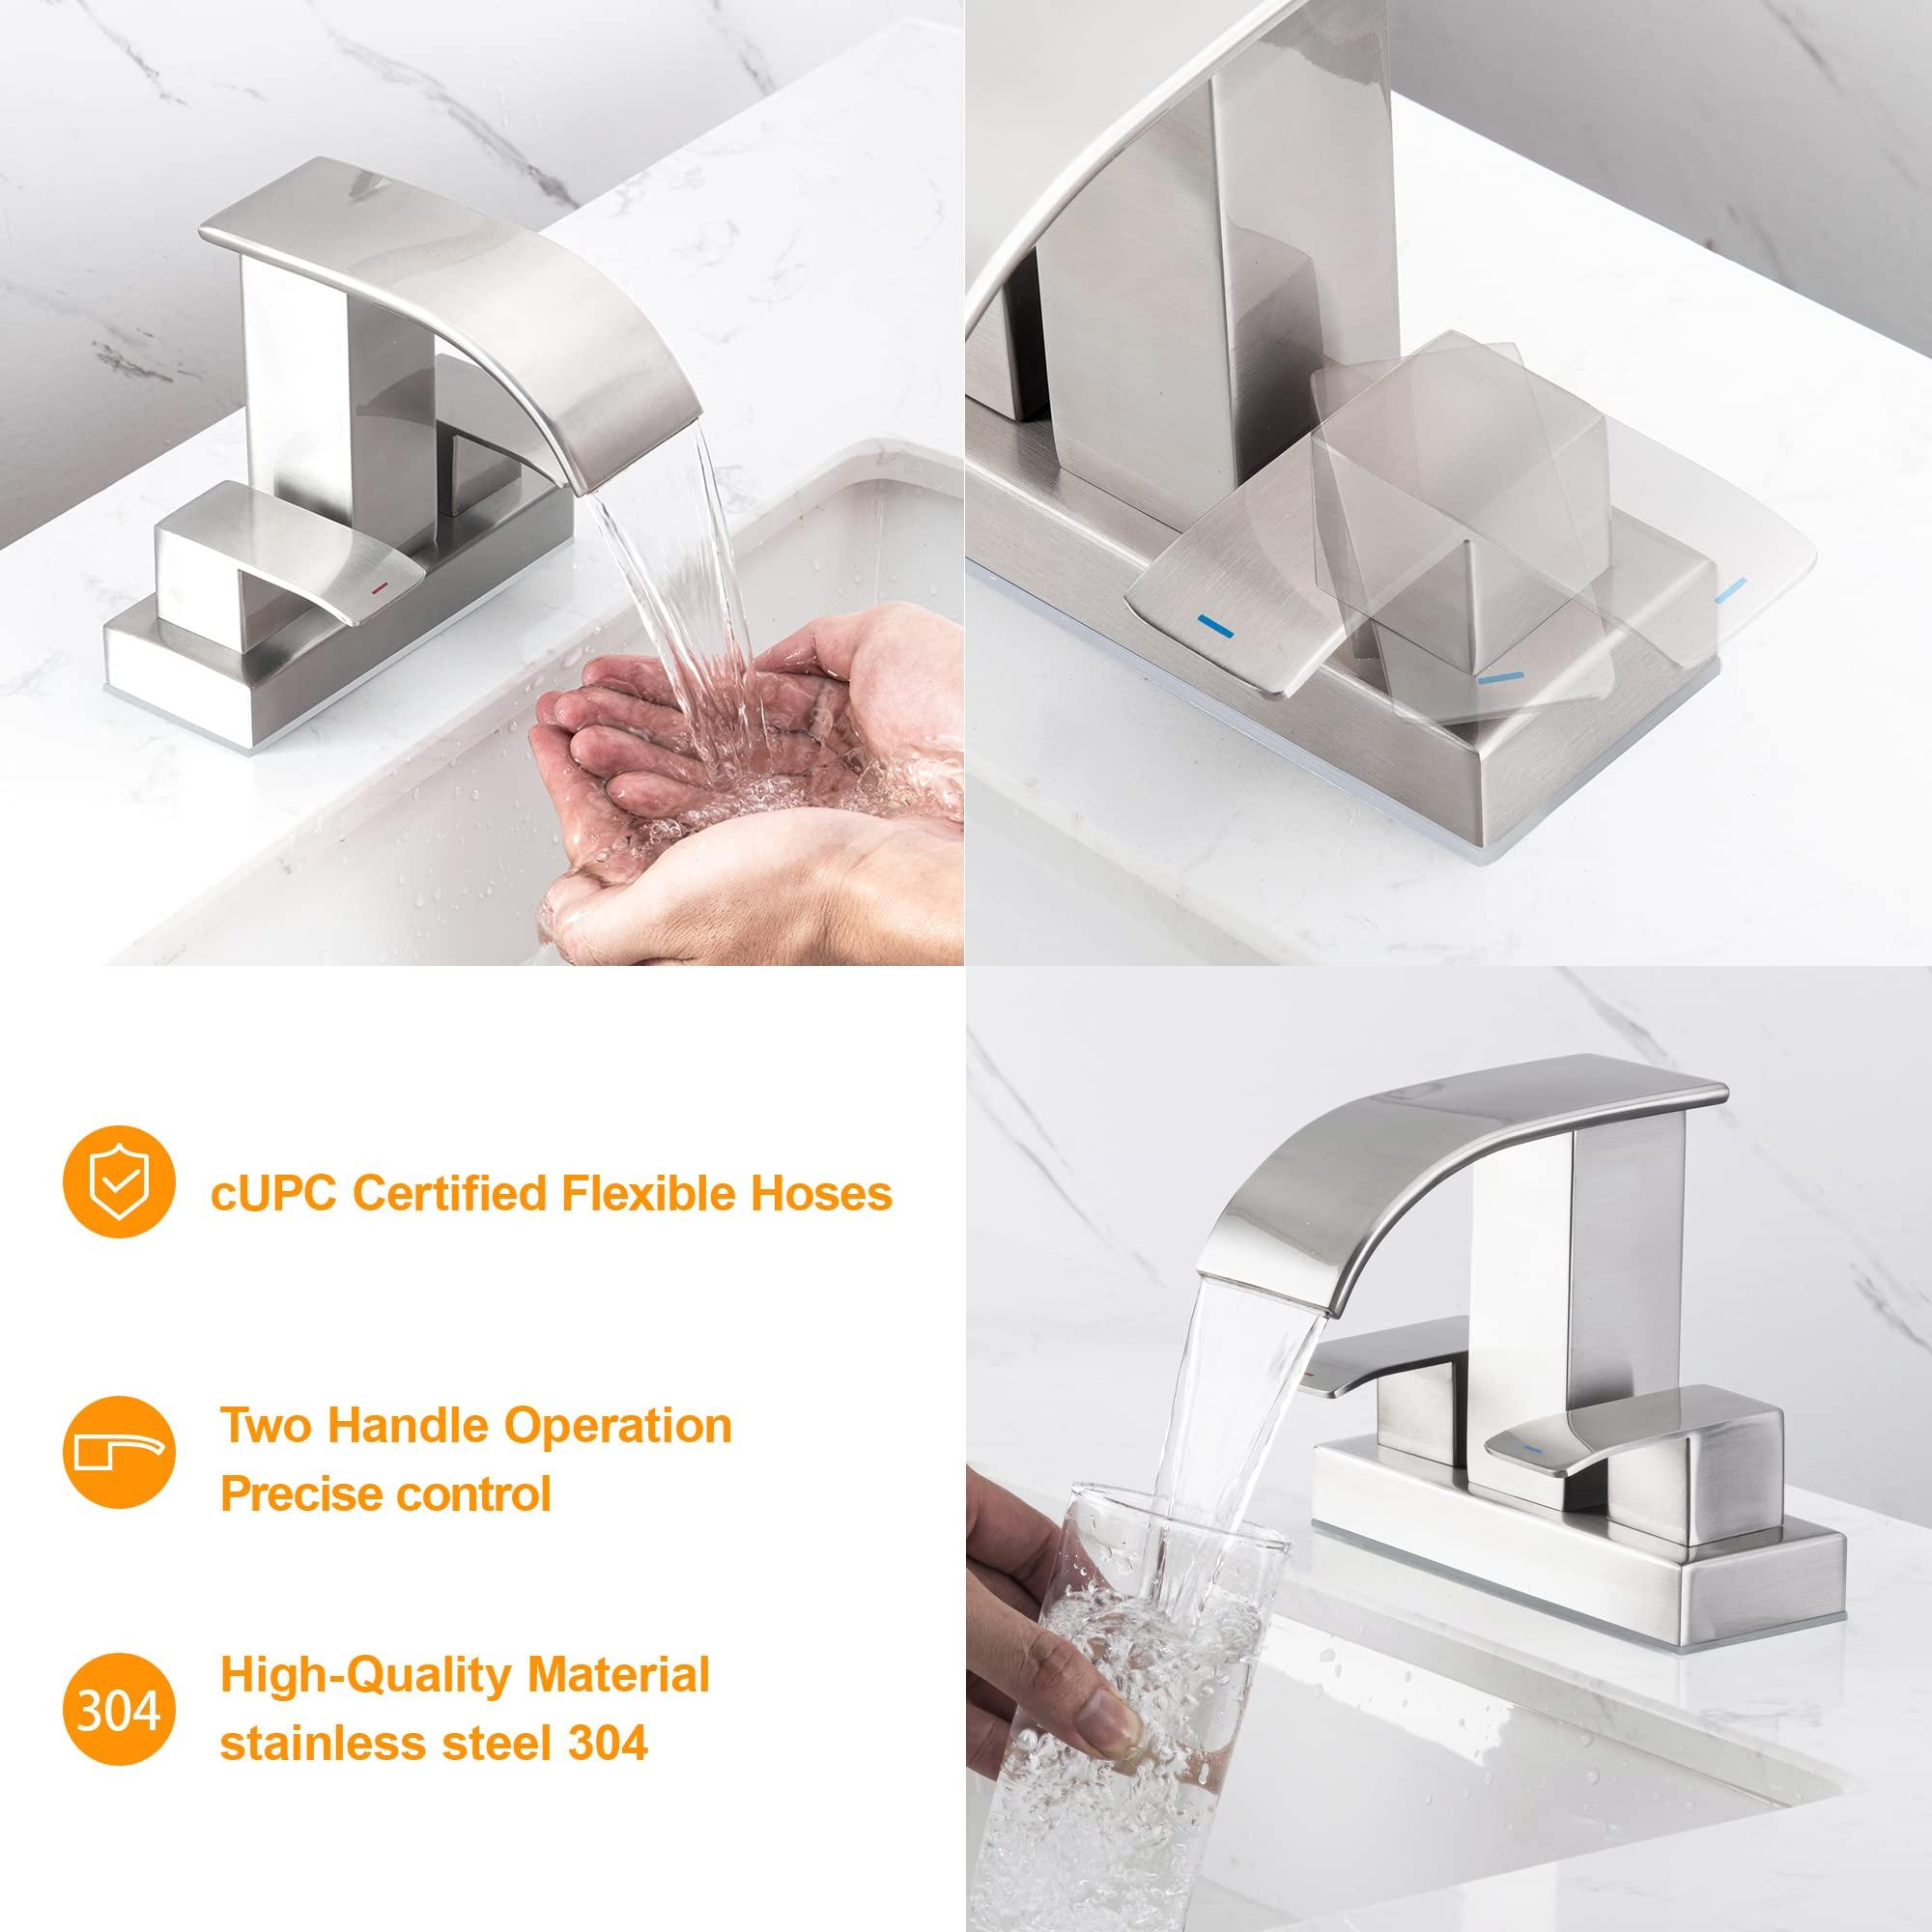 cUPC Certified Flexible Hoses
Two Handle Operation
Precise control
304
High-Quality Material
stainless steel 304